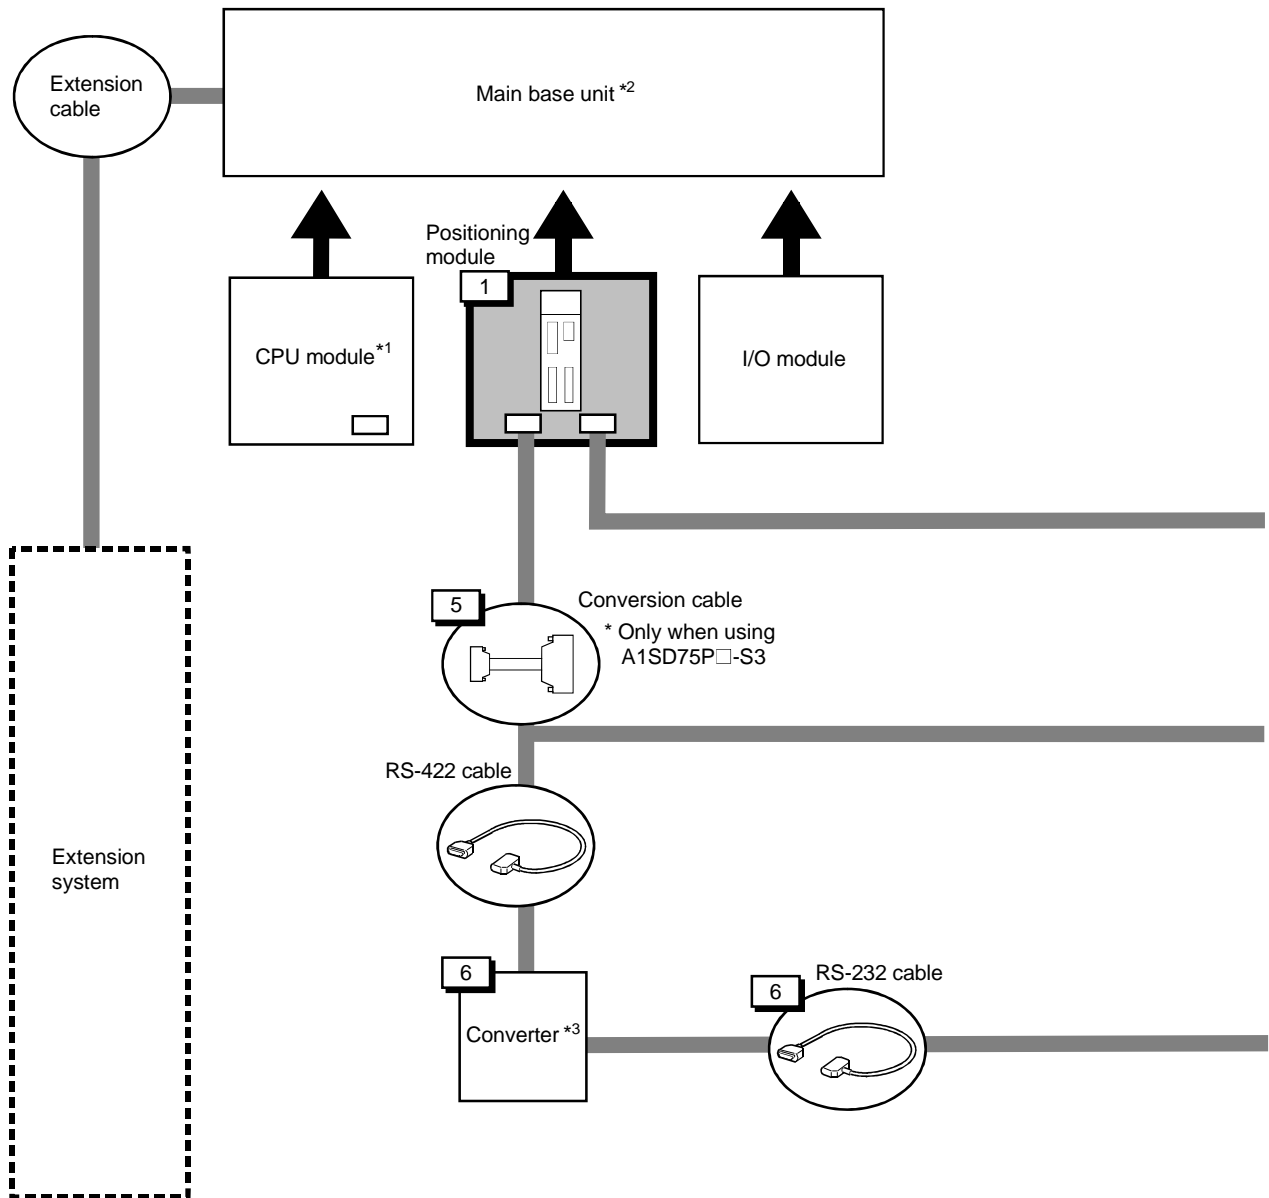 Extension
cable
Main base unit *2
Positioning
module
1
CPU module*1
I/O module
5
Conversion cable
* Only when using
A1SD75P□-S3
RS-422 cable
Extension
system
6
Converter *3
6
RS-232 cable